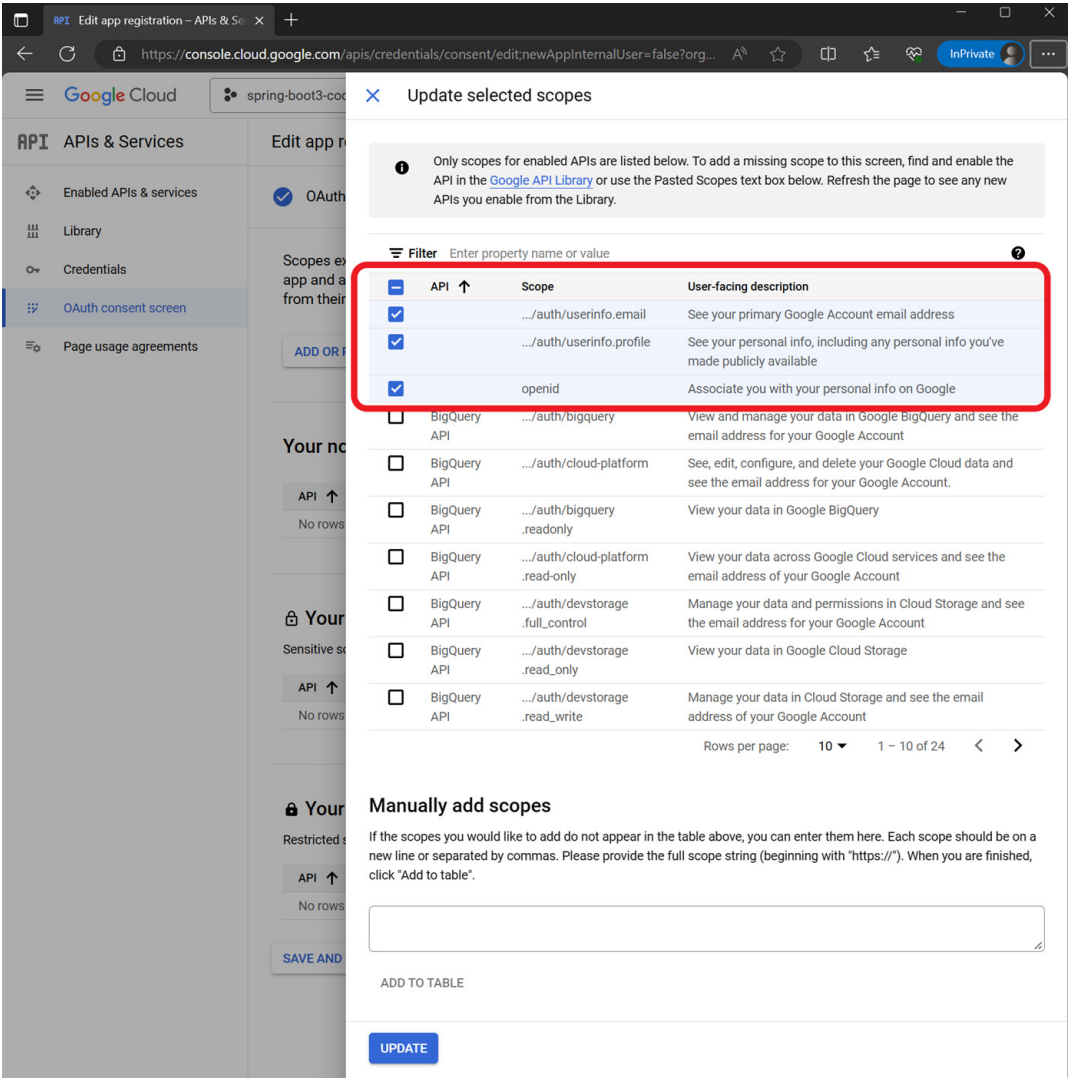 API Edit app registration – APIs & Se
https://console.cloud.google.com/apis/credentials/consent/edit;newAppInternalUser=false?org...
InPrivate
Google Cloud
spring-boot3-coo
API APIs & Services
Enabled APIs & services
Library
Credentials
OAuth consent screen
Page usage agreements
Edit app r
OAuth
Scopes ex
app and a
from their
ADD OR R
Your no
API
No rows
Your
Sensitive sc
API
No rows
Your
Restricted s
API
No rows
SAVE AND
Update selected scopes
Only scopes for enabled APIs are listed below. To add a missing scope to this screen, find and enable the
API in the Google API Library or use the Pasted Scopes text box below. Refresh the page to see any new
APIs you enable from the Library.
Filter Enter property name or value
API Scope User-facing description
.../auth/userinfo.email See your primary Google Account email address
.../auth/userinfo.profile See your personal info, including any personal info you've
made publicly available
openid Associate you with your personal info on Google
BigQuery .../auth/bigquery View and manage your data in Google BigQuery and see the
API email address for your Google Account
BigQuery .../auth/cloud-platform See, edit, configure, and delete your Google Cloud data and
API see the email address for your Google Account.
BigQuery .../auth/bigquery View your data in Google BigQuery
API .readonly
BigQuery .../auth/cloud-platform View your data across Google Cloud services and see the
API .read-only email address of your Google Account
BigQuery .../auth/devstorage Manage your data and permissions in Cloud Storage and see
API .full_control the email address for your Google Account
BigQuery .../auth/devstorage View your data in Google Cloud Storage
API .read_only
BigQuery .../auth/devstorage Manage your data in Cloud Storage and see the email
API .read_write address of your Google Account
Rows per page: 10 1 – 10 of 24
Manually add scopes
If the scopes you would like to add do not appear in the table above, you can enter them here. Each scope should be on a
new line or separated by commas. Please provide the full scope string (beginning with "https://"). When you are finished,
click "Add to table".
ADD TO TABLE
UPDATE